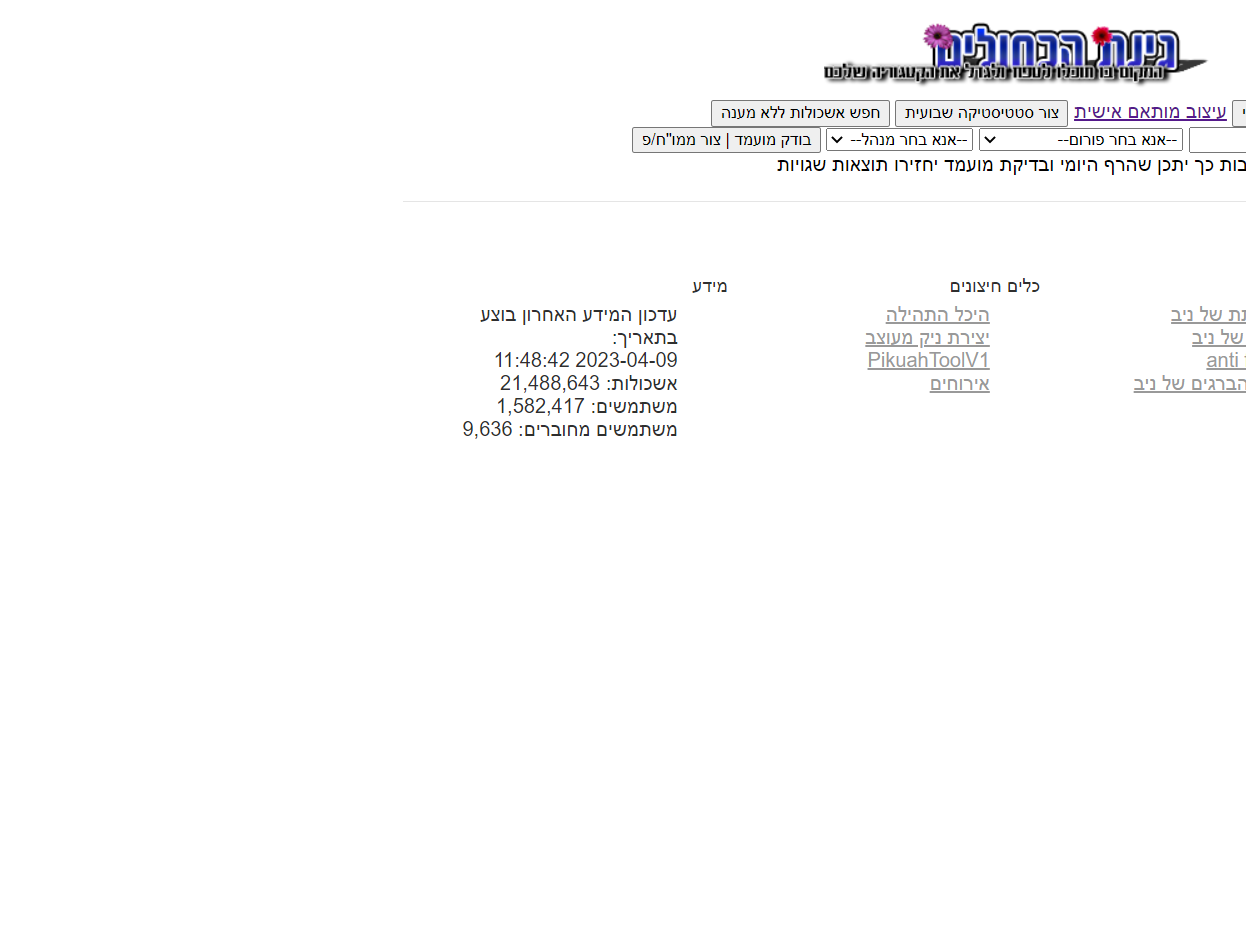 גינת הכחולים
המקום בו תוכלו לטפח ולגדל את הקטגוריה שלכם
עיצוב מותאם אישית צור סטטיסטיקה שבועית חפש אשכולות ללא מענה
--אנא בחר פורום-- --אנא בחר מנהל-- בודק מועמד | צור ממו"ח/פ
כך יתכן שהרף היומי ובדיקת מועמד יחזירו תוצאות שגויות
של ניב
של ניב
anti
הברגים של ניב
כלים חיצונים
היכל התהילה
יצירת ניק מעוצב
PikuahToolV1
אירוחים
מידע
עדכון המידע האחרון בוצע
בתאריך:
2023-04-09 11:48:42
אשכולות: 21,488,643
משתמשים: 1,582,417
משתמשים מחוברים: 9,636